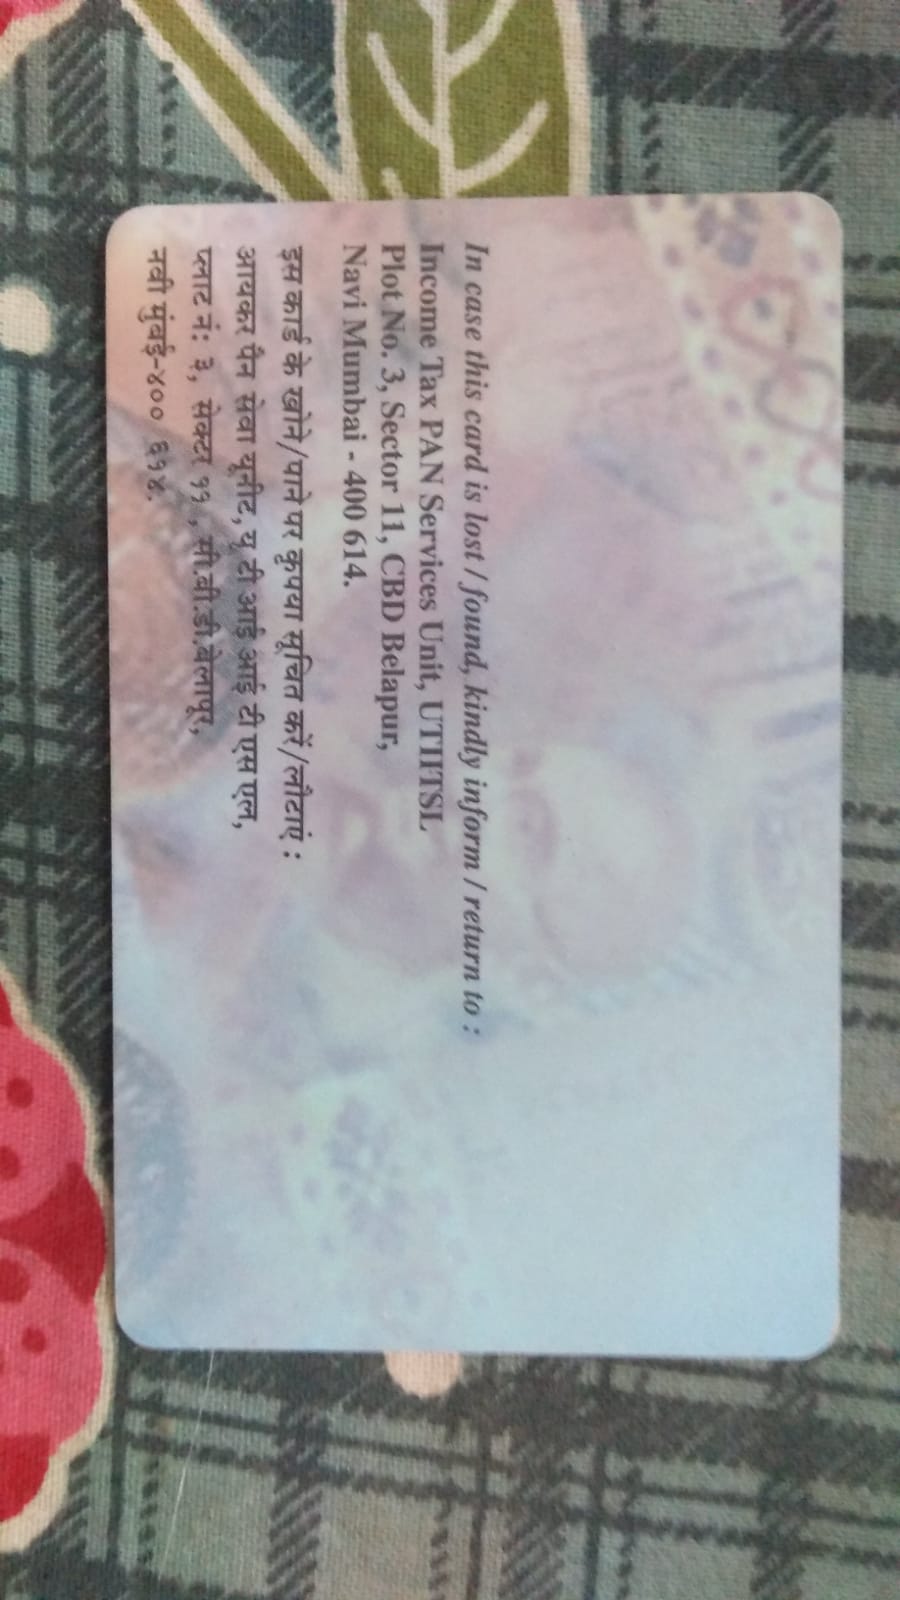 In case this card is lost / found, kindly inform / return to :
Income Tax PAN Services Unit, UTIITSL
Plot No. 3, Sector 11, CBD Belapur,
Navi Mumbai - 400 614.
इस कार्ड के खोने/पाने पर कृपया सूचित करें/लौटाएं :
आयकर पैन सेवा यूनीट, यू टी आई आई टी एस एल,
प्लाट नं: ३, सेक्टर ११ , सी.बी.डी.बेलापूर,
नवी मुंबई-४०० ६१४.